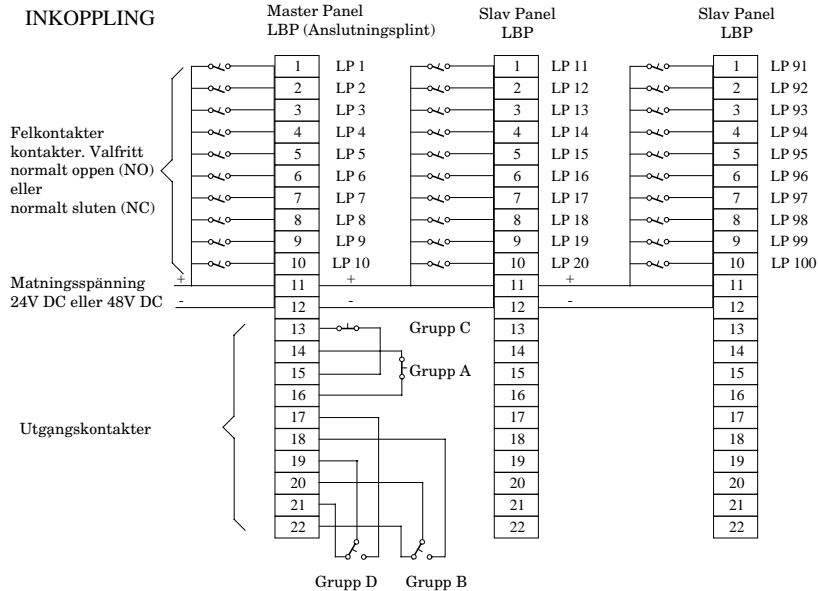 INKOPPLING
Master Panel
LBP (Anslutningsplint)
Slav Panel
LBP
Slav Panel
LBP
1 LP 1 1 LP 11 1 LP 91
2 LP 2 2 LP 12 2 LP 92
3 LP 3 3 LP 13 3 LP 93
4 LP 4 4 LP 14 4 LP 94
5 LP 5 5 LP 15 5 LP 95
6 LP 6 6 LP 16 6 LP 96
7 LP 7 7 LP 17 7 LP 97
8 LP 8 8 LP 18 8 LP 98
9 LP 9 9 LP 19 9 LP 99
10 LP 10 10 LP 20 10 LP 100
Felkontakter
kontakter. Valfritt
normalt oppen (NO)
eller
normalt sluten (NC)
Matningsspänning + 11 + 11 + 11
24V DC eller 48V DC - 12 - 12 - 12
13 Grupp C 13 13
14 14 14
15 Grupp A 15 15
16 16 16
17 17 17
Utgangskontakter
18 18 18
19 19 19
20 20 20
21 21 21
22 22 22
Grupp D Grupp B